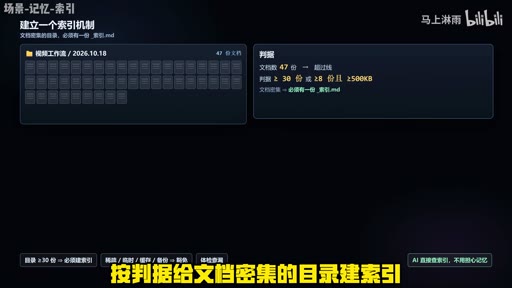 场景-记忆-索引
马上淋雨 bilibili
建立一个索引机制
文档密集的目录，必须有一份 _索引.md
视频工作流 / 2026.10.18
47 份文档
判据
文档数 47 份 → 超过线
判据 ≥ 30 份 或 ≥8 份且 ≥500KB
文档密集 ⇒ 必须有一份 _索引.md
目录 ≥30 份 ⇒ 必须建索引
临时 / 缓存 / 备份 ⇒ 豁免
体检查漏
AI 直接查索引，不用担心记忆
按判据给文档密集的目录建索引